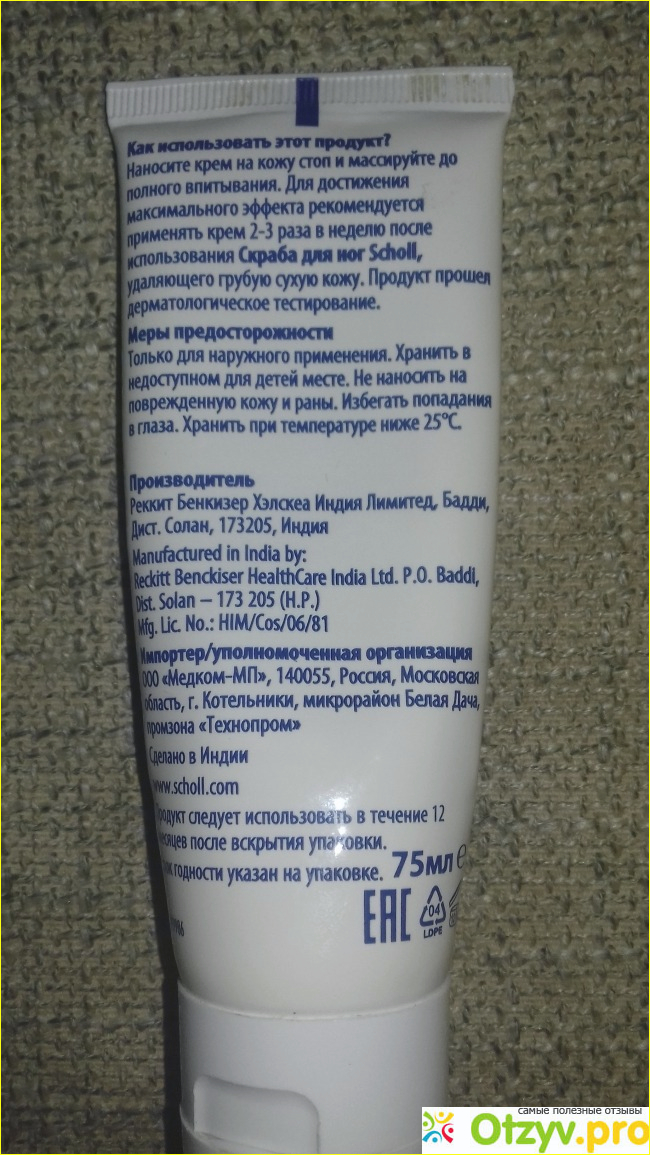 Как использовать этот продукт?
Наносите крем на кожу стоп и массируйте до
полного впитывания. Для достижения
максимального эффекта рекомендуется
применять крем 2-3 раза в неделю после
использования Скраба для ног Scholl,
удаляющего грубую сухую кожу. Продукт прошел
дерматологическое тестирование.
Меры предосторожности
Только для наружного применения. Хранить в
недоступном для детей месте. Не наносить на
поврежденную кожу и раны. Избегать попадания
в глаза. Хранить при температуре ниже 25°C.
Производитель
Реккит Бенкизер Хэлскеа Индия Лимитед, Бадди,
Дист. Солан, 173205, Индия
Manufactured in India by:
Reckitt Benckiser HealthCare India Ltd. P.O. Baddi,
Dist. Solan – 173 205 (H.P.)
Mfg. Lic. No.: HIM/Cos/06/81
Импортер/уполномоченная организация
ООО «Медком-МП», 140055, Россия, Московская
область, г. Котельники, микрорайон Белая Дача,
промзона «Технопром»
Сделано в Индии
www.scholl.com
Продукт следует использовать в течение 12
месяцев после вскрытия упаковки.
годности указан на упаковке. 75мл e
EAC 04
LDPE
самые полезные отзывы
Otzyv.pro